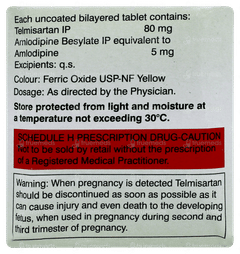 Each uncoated bilayered tablet contains:
Telmisartan IP 80 mg
Amlodipine Besylate IP equivalent to
Amlodipine 5 mg
Excipients: q.s.
Colour: Ferric Oxide USP-NF Yellow
Dosage: As directed by the Physician.
Store protected from light and moisture at
a temperature not exceeding 30°C.
SCHEDULE H PRESCRIPTION DRUG-CAUTION
Not to be sold by retail without the prescription
of a Registered Medical Practitioner.
Warning: When pregnancy is detected Telmisartan
should be discontinued as soon as possible as it
can cause injury and even death to the developing
fetus, when used in pregnancy during second and
third trimester of pregnancy.